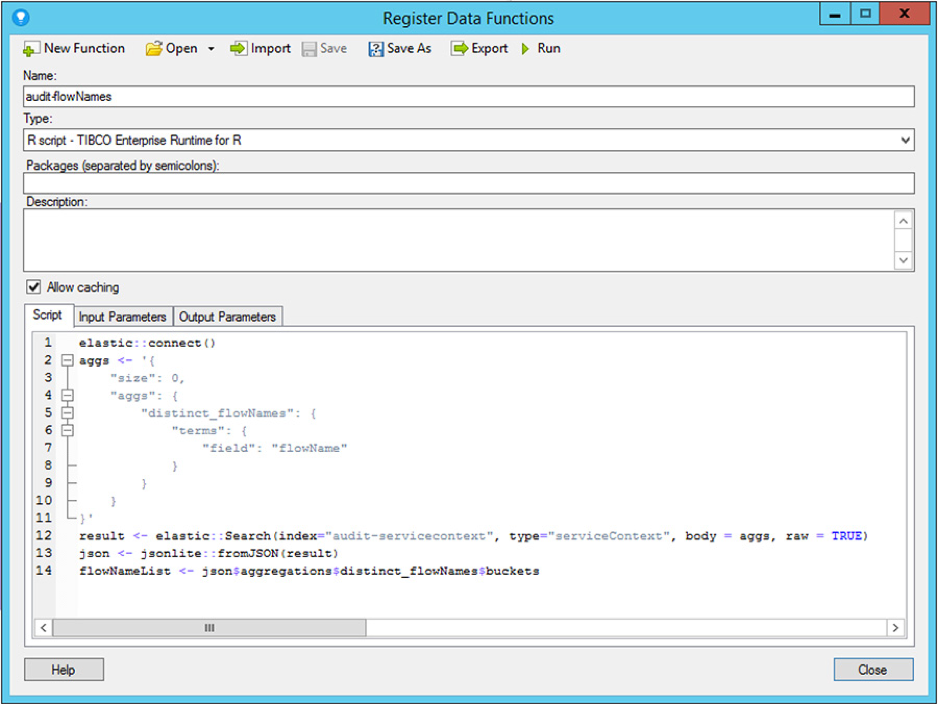 Register Data Functions
New Function Open Import Save Save As Export Run
Name:
audit-flowNames
Type:
R script - TIBCO Enterprise Runtime for R
Packages (separated by semicolons):
Description:
Allow caching
Script Input Parameters Output Parameters
1 elastic::connect()
2 aggs <- '{
3 "size": 0,
4 "aggs": {
5 "distinct_flowNames": {
6 "terms": {
7 "field": "flowName"
8 }
9 }
10 }
11 }'
12 result <- elastic::Search(index="audit-servicecontext", type="serviceContext", body = aggs, raw = TRUE)
13 json <- jsonlite::fromJSON(result)
14 flowNameList <- json$aggregations$distinct_flowNames$buckets
Help Close